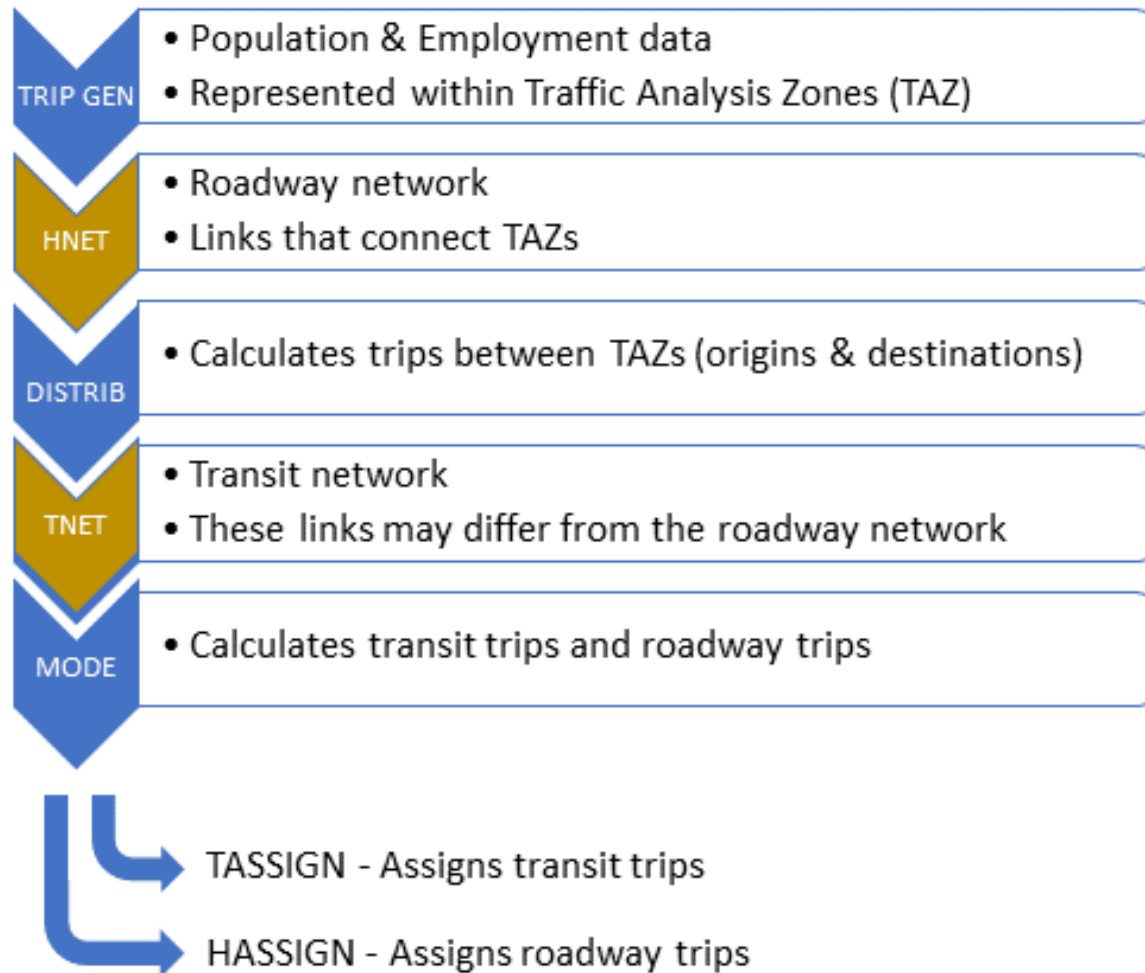 TRIP GEN
• Population & Employment data
• Represented within Traffic Analysis Zones (TAZ)
HNET
• Roadway network
• Links that connect TAZs
DISTRIB
• Calculates trips between TAZs (origins & destinations)
TNET
• Transit network
• These links may differ from the roadway network
MODE
• Calculates transit trips and roadway trips
TASSIGN - Assigns transit trips
HASSIGN - Assigns roadway trips